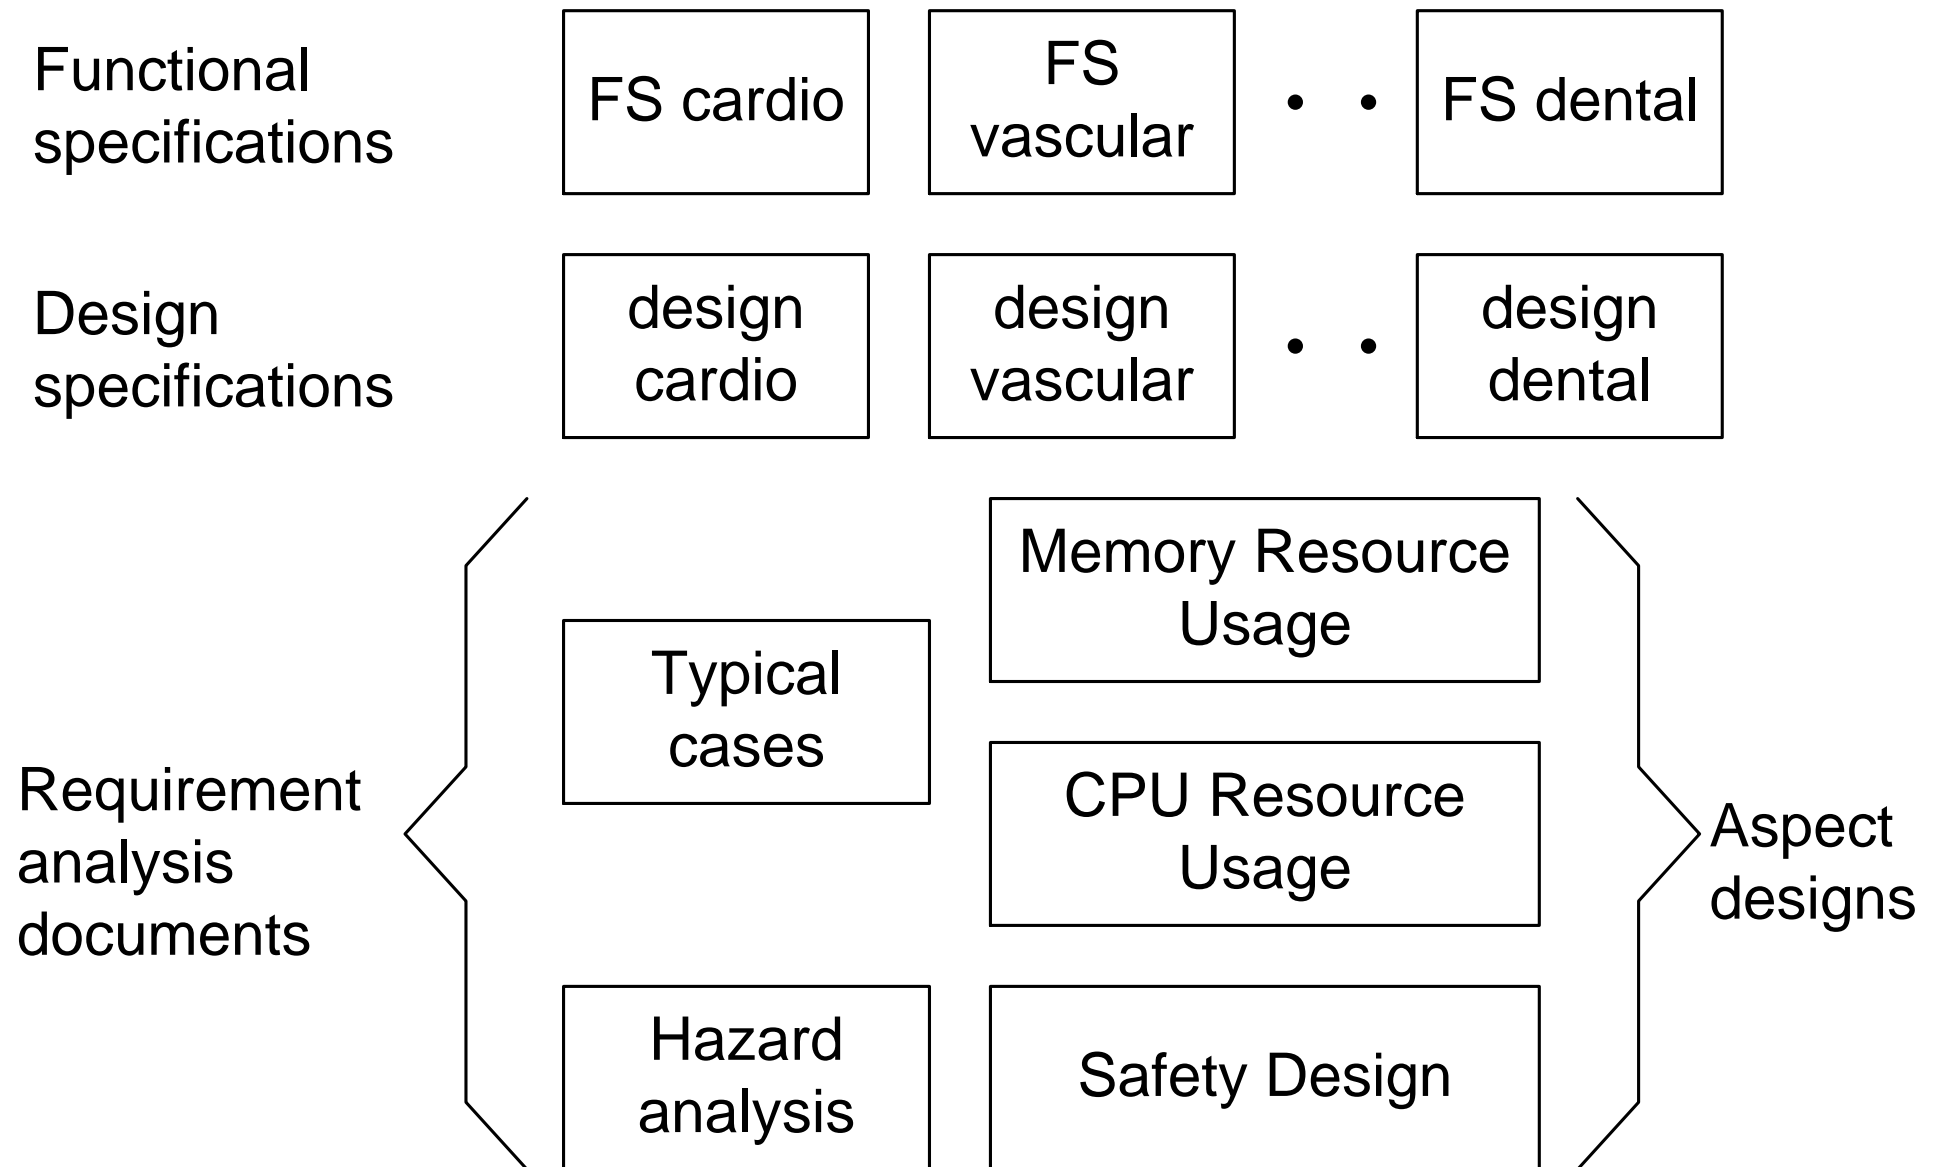 Functional
specifications
FS cardio
FS
vascular
FS dental
Design
specifications
design
cardio
design
vascular
design
dental
Requirement
analysis
documents
Typical
cases
Hazard
analysis
Memory Resource
Usage
CPU Resource
Usage
Safety Design
Aspect
designs